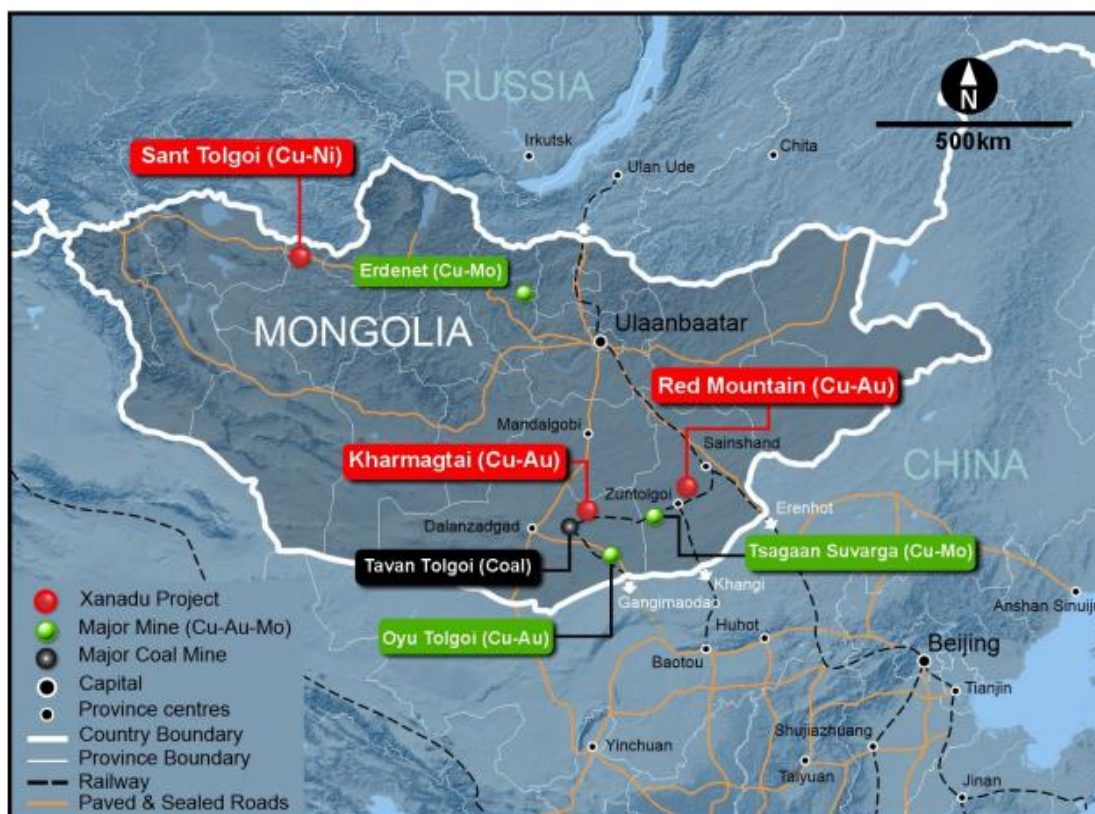 RUSSIA
N
500km
Irkutsk
Chita
Sant Tolgoi (Cu-Ni)
Ulan Ude
Erdenet (Cu-Mo)
MONGOLIA
Ulaanbaatar
Red Mountain (Cu-Au)
Mandalgobi
Sainshand
Kharmagtai (Cu-Au)
CHINA
Zuntolgoi
Erenhot
Dalanzadgad
Tsagaan Suvarga (Cu-Mo)
Tavan Tolgoi (Coal)
Khangi
Gangimaodao
Anshan Sinuiju
Oyu Tolgoi (Cu-Au)
Huhot
Baotou
Beijing
Tianjin
Shujiazhuang
Yinchuan
Taiyuan
Jinan
Xanadu Project
Major Mine (Cu-Au-Mo)
Major Coal Mine
Capital
Province centres
Country Boundary
Province Boundary
Railway
Paved & Sealed Roads